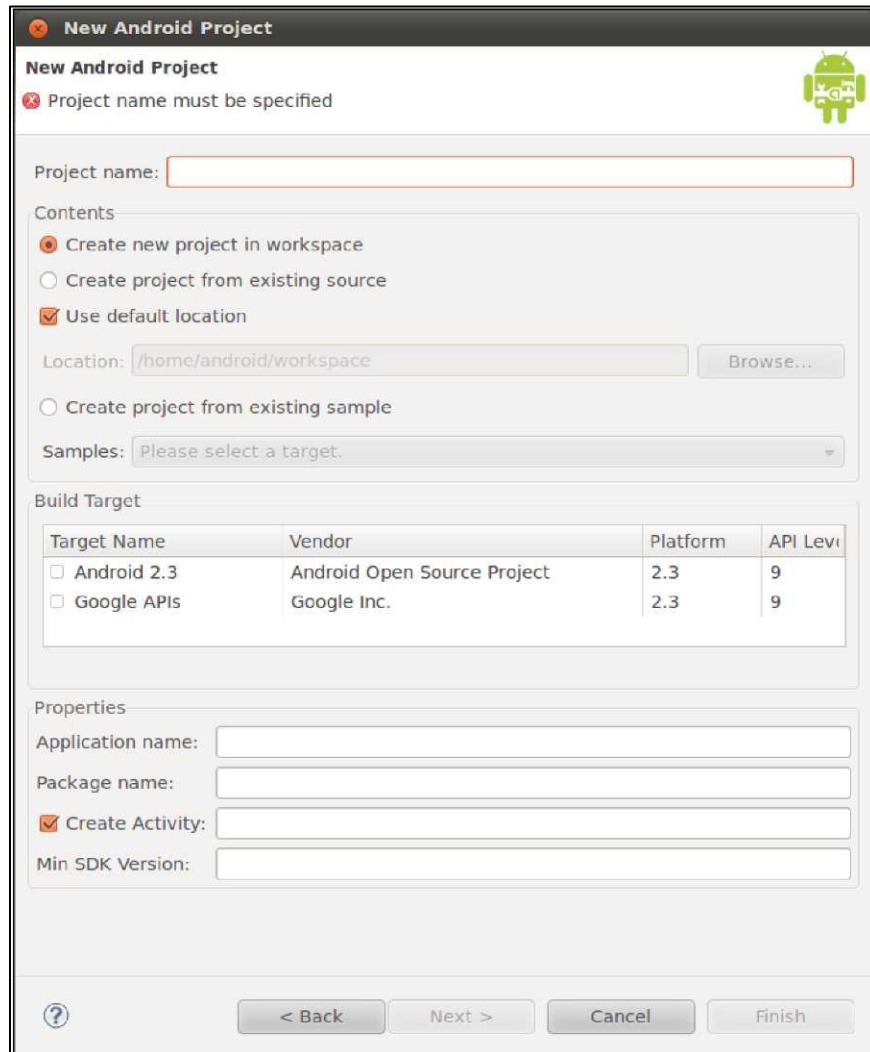 New Android Project
New Android Project
Project name must be specified
Project name:
Contents
Create new project in workspace
Create project from existing source
Use default location
Location: /home/android/workspace Browse...
Create project from existing sample
Samples: Please select a target.
Build Target
Target Name Vendor Platform API Leve
Android 2.3 Android Open Source Project 2.3 9
Google APIs Google Inc. 2.3 9
Properties
Application name:
Package name:
Create Activity:
Min SDK Version:
? < Back Next > Cancel Finish